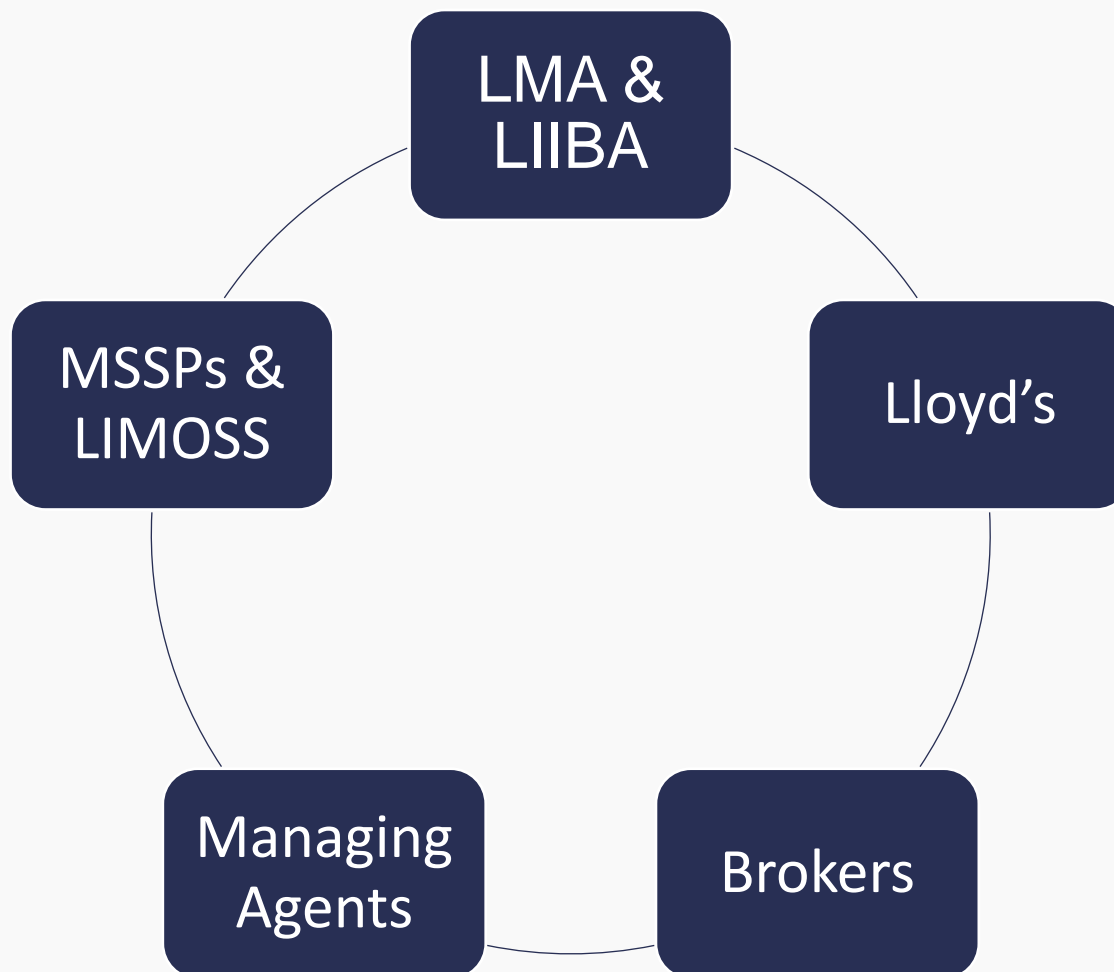 LMA &
LIIBA
MSSPs &
LIMOSS
Lloyd’s
Managing
Agents
Brokers